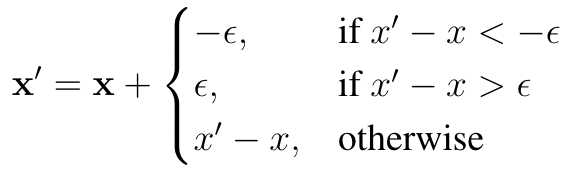 −ϵ, if x′ − x < −ϵ
x′ = x + { ϵ, if x′ − x > ϵ
x′ − x, otherwise